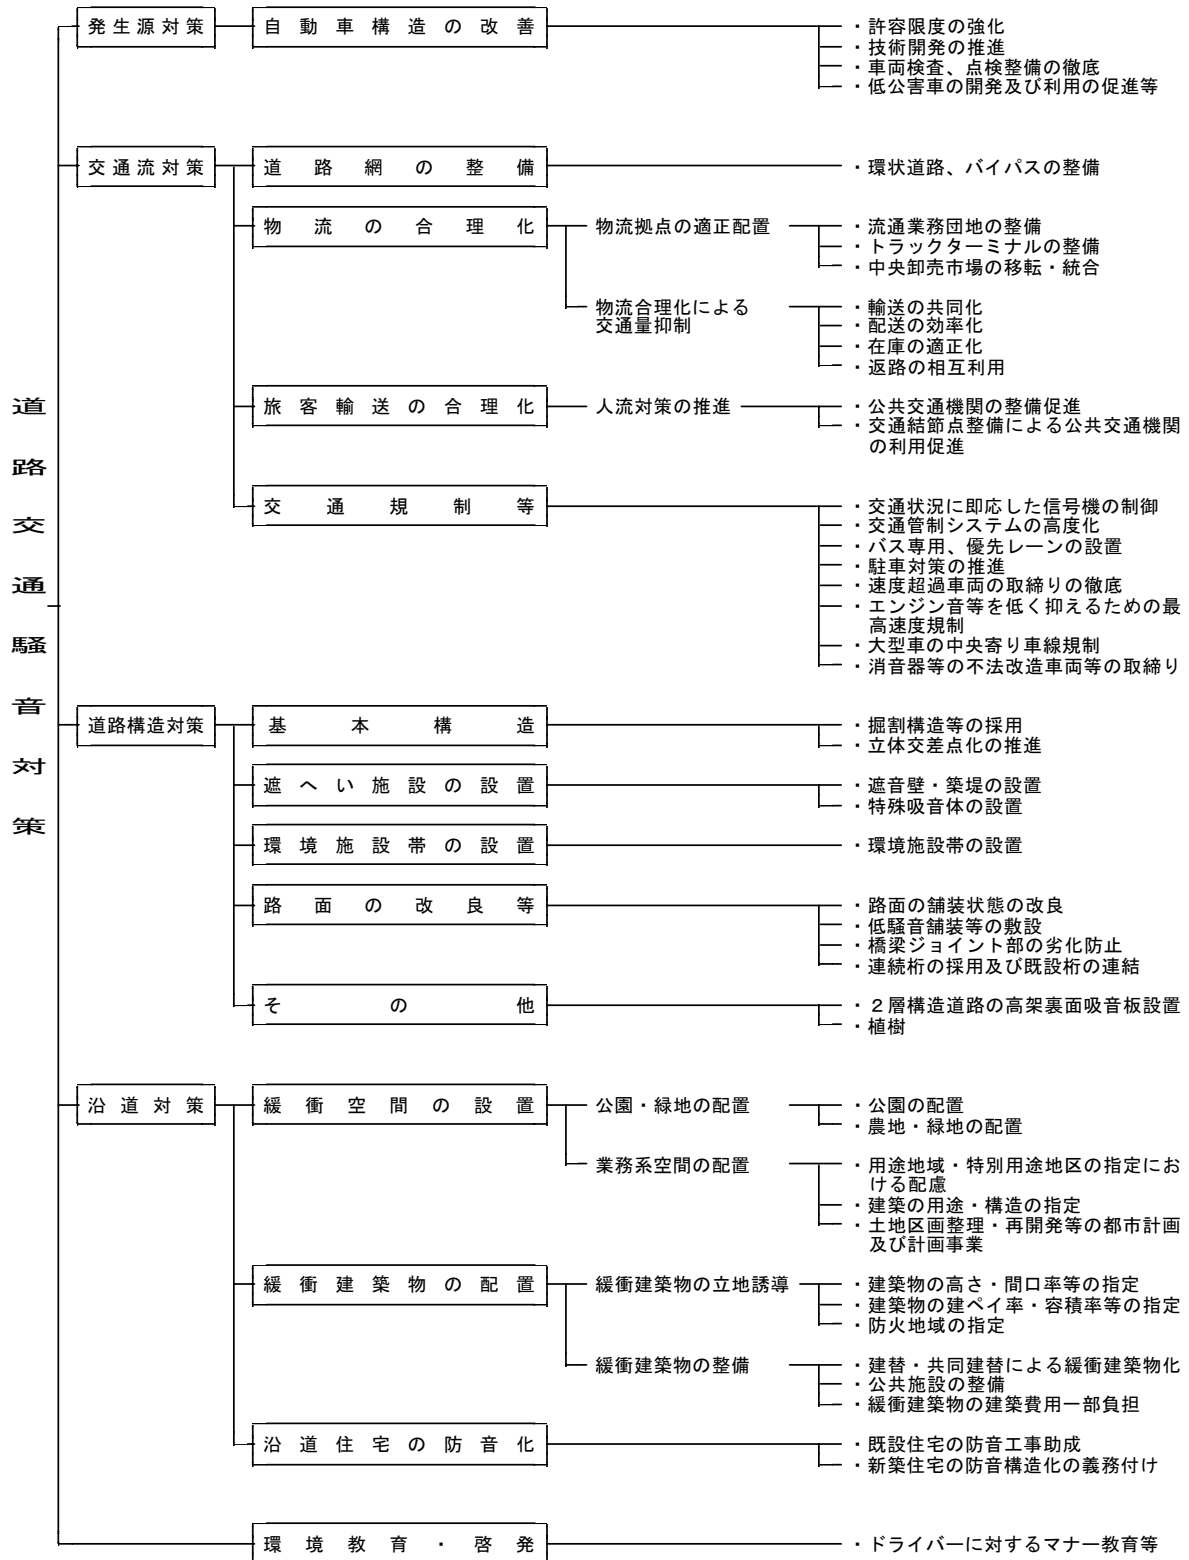 道路交通騒音対策
発生源対策
自動車構造の改善
・許容限度の強化
・技術開発の推進
・車両検査、点検整備の徹底
・低公害車の開発及び利用の促進等
交通流対策
道路網の整備
・環状道路、バイパスの整備
物流の合理化
物流拠点の適正配置
・流通業務団地の整備
・トラックターミナルの整備
・中央卸売市場の移転・統合
物流合理化による
交通量抑制
・輸送の共同化
・配送の効率化
・在庫の適正化
・返路の相互利用
旅客輸送の合理化
人流対策の推進
・公共交通機関の整備促進
・交通結節点整備による公共交通機関
の利用促進
交通規制等
・交通状況に即応した信号機の制御
・交通管制システムの高度化
・バス専用、優先レーンの設置
・駐車対策の推進
・速度超過車両の取締りの徹底
・エンジン音等を低く抑えるための最
高速度規制
・大型車の中央寄り車線規制
・消音器等の不法改造車両等の取締り
道路構造対策
基本構造
・掘割構造等の採用
・立体交差点化の推進
遮へい施設の設置
・遮音壁・築堤の設置
・特殊吸音体の設置
環境施設帯の設置
・環境施設帯の設置
路面の改良等
・路面の舗装状態の改良
・低騒音舗装等の敷設
・橋梁ジョイント部の劣化防止
・連続桁の採用及び既設桁の連結
その他
・２層構造道路の高架裏面吸音板設置
・植樹
沿道対策
緩衝空間の設置
公園・緑地の配置
・公園の配置
・農地・緑地の配置
業務系空間の配置
・用途地域・特別用途地区の指定にお
ける配慮
・建築の用途・構造の指定
・土地区画整理・再開発等の都市計画
及び計画事業
緩衝建築物の配置
緩衝建築物の立地誘導
・建築物の高さ・間口率等の指定
・建築物の建ペイ率・容積率等の指定
・防火地域の指定
緩衝建築物の整備
・建替・共同建替による緩衝建築物化
・公共施設の整備
・緩衝建築物の建築費用一部負担
沿道住宅の防音化
・既設住宅の防音工事助成
・新築住宅の防音構造化の義務付け
環境教育・啓発
・ドライバーに対するマナー教育等